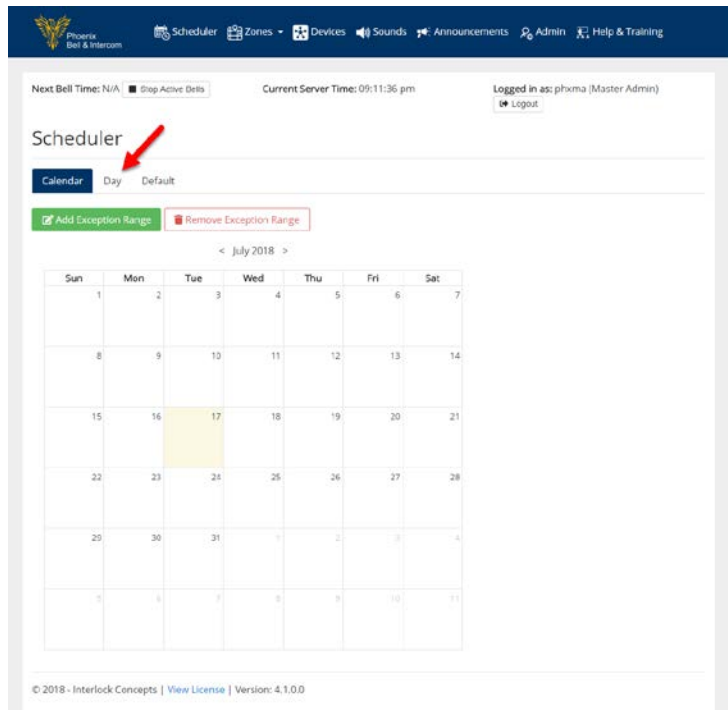 Phoenix
Bell & Intercom
Scheduler Zones Devices Sounds Announcements Admin Help & Training
Next Bell Time: N/A Stop Active Bells Current Server Time: 09:11:36 pm Logged in as: phxma (Master Admin)
Logout
Scheduler
Calendar Day Default
Add Exception Range Remove Exception Range
< July 2018 >
Sun Mon Tue Wed Thu Fri Sat
1 2 3 4 5 6 7
8 9 10 11 12 13 14
15 16 17 18 19 20 21
22 23 24 25 26 27 28
29 30 31 1 2 3 4
5 6 7 8 9 10 11
© 2018 - Interlock Concepts | View License | Version: 4.1.0.0